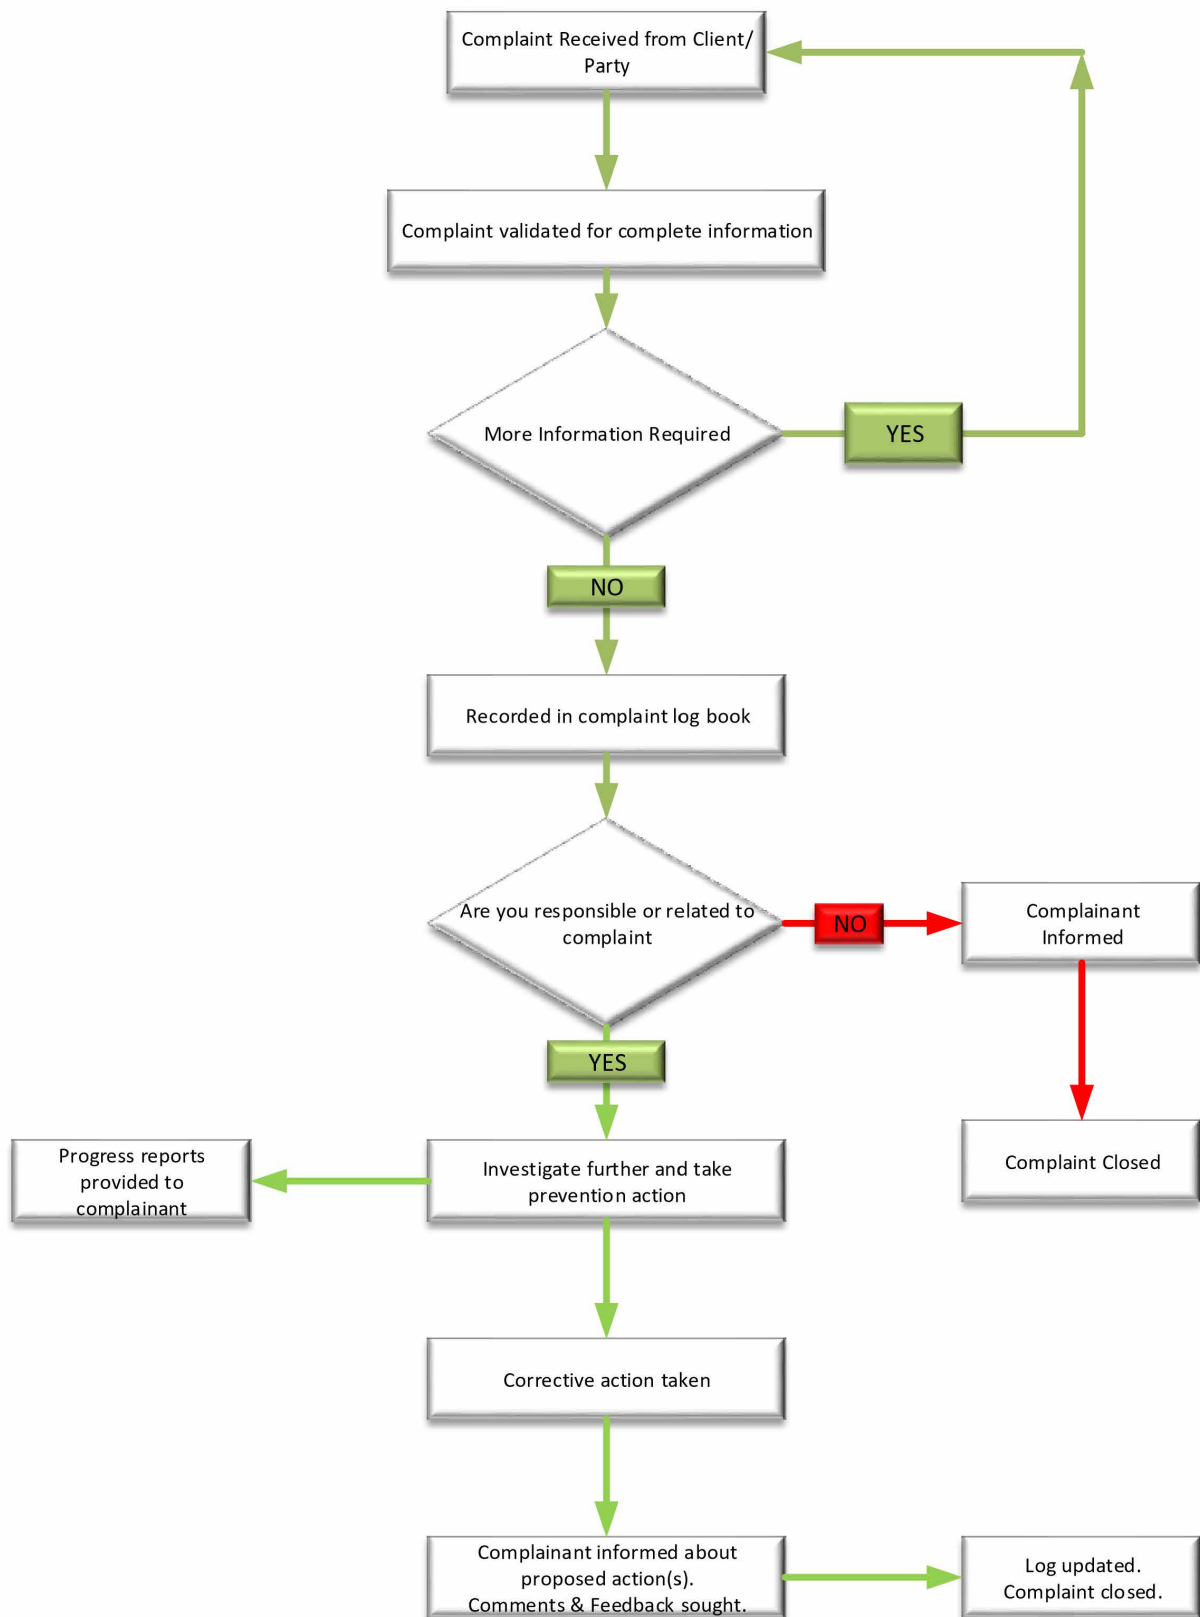 Complaint Received from Client/
Party
Complaint validated for complete information
More Information Required
YES
NO
Recorded in complaint log book
Are you responsible or related to
complaint
NO
Complainant
Informed
YES
Complaint Closed
Progress reports
provided to
complainant
Investigate further and take
prevention action
Corrective action taken
Complainant informed about
proposed action(s).
Comments & Feedback sought.
Log updated.
Complaint closed.